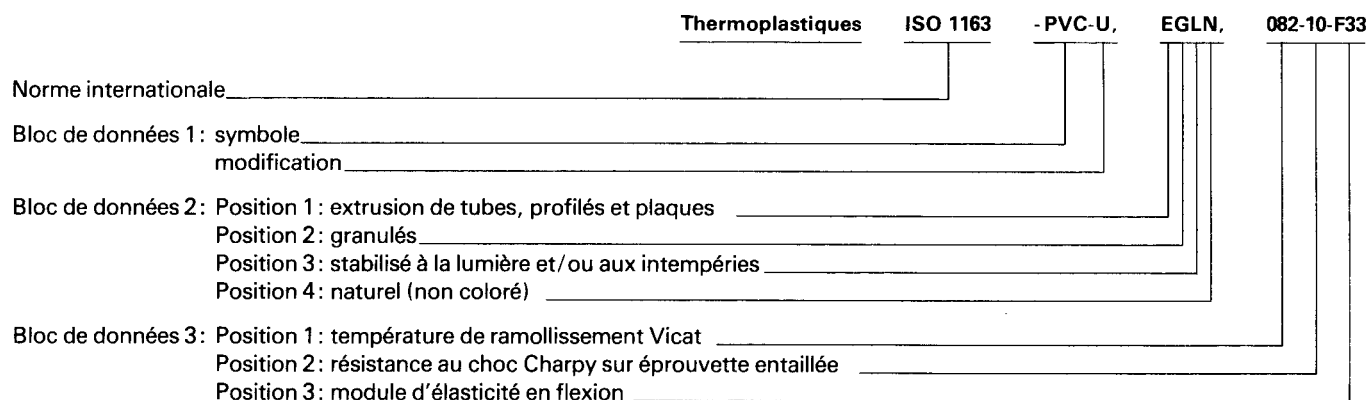 Thermoplastiques ISO 1163 -PVC-U, EGLN, 082-10-F33
Norme internationale
Bloc de données 1: symbole
modification
Bloc de données 2: Position 1: extrusion de tubes, profilés et plaques
Position 2: granulés
Position 3: stabilisé à la lumière et/ou aux intempéries
Position 4: naturel (non coloré)
Bloc de données 3: Position 1: température de ramollissement Vicat
Position 2: résistance au choc Charpy sur éprouvette entaillée
Position 3: module d'élasticité en flexion